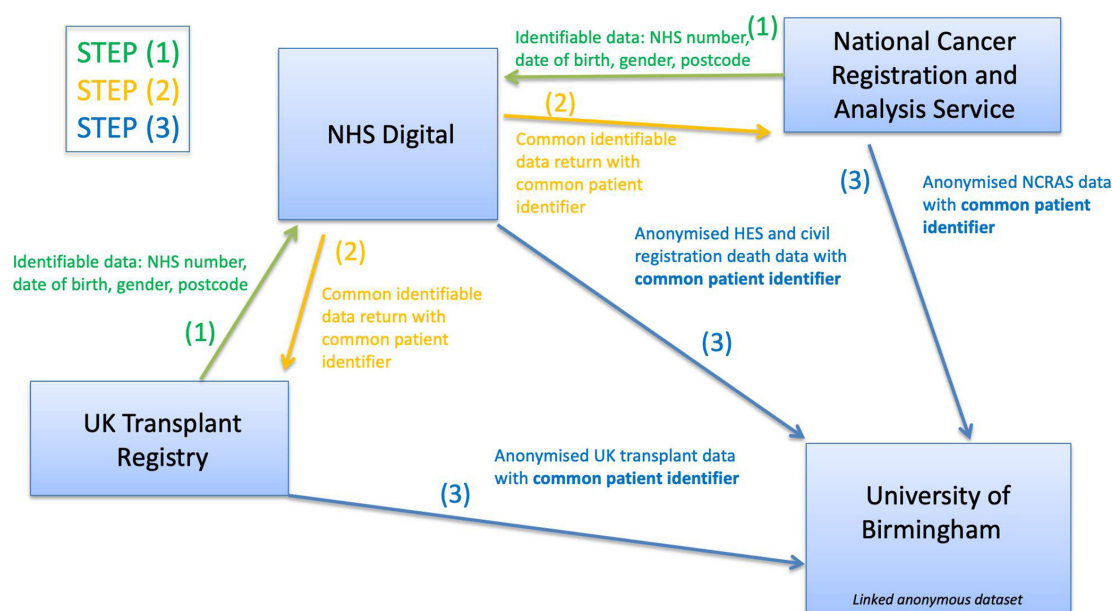 STEP (1)
STEP (2)
STEP (3)
Identifiable data: NHS number,
date of birth, gender, postcode
(1)
National Cancer
Registration and
Analysis Service
NHS Digital
(2)
Common identifiable
data return with
common patient
identifier
(3)
Anonymised NCRAS data
with common patient
identifier
Anonymised HES and civil
registration death data with
common patient identifier
(3)
Identifiable data: NHS number,
date of birth, gender, postcode
(1)
(2)
Common identifiable
data return with
common patient
identifier
UK Transplant
Registry
Anonymised UK transplant data
with common patient identifier
(3)
University of
Birmingham
Linked anonymous dataset